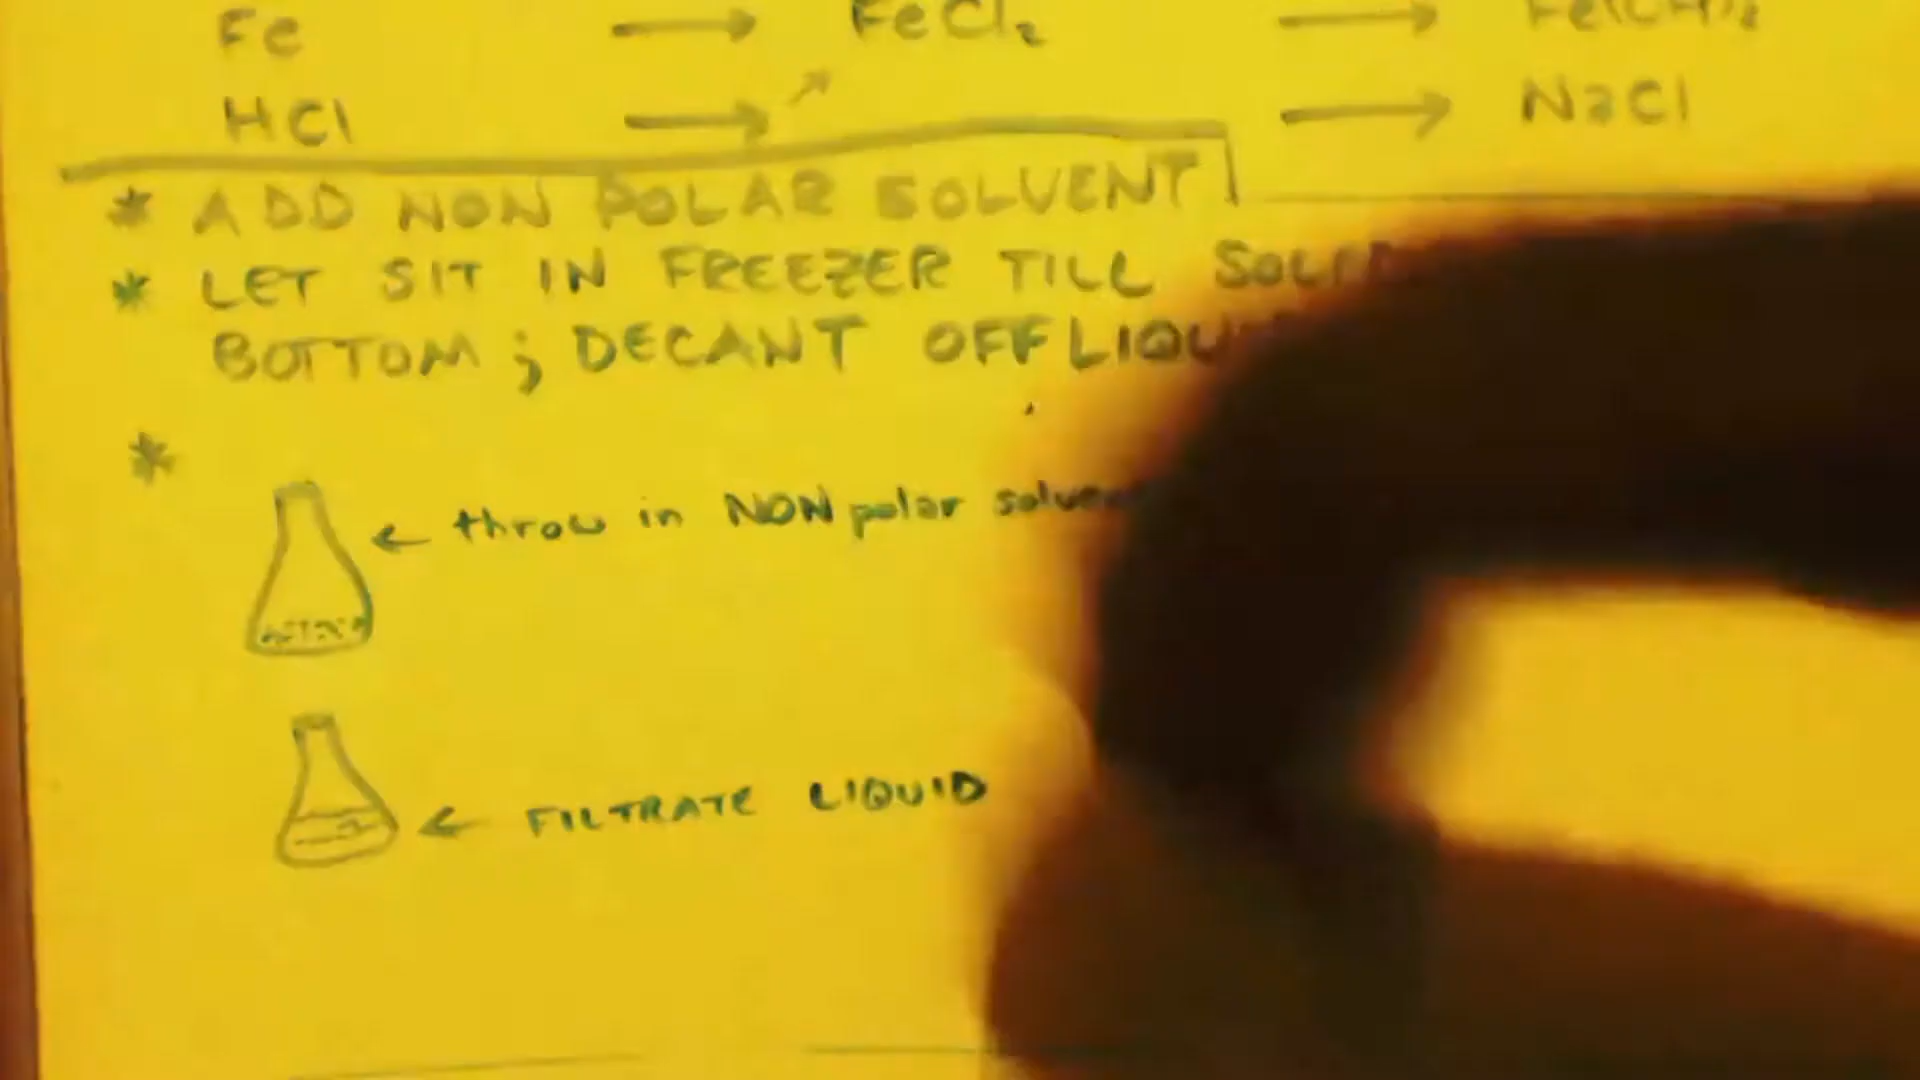 Fe → FeCl₂ →
HCl → → NaCl
* ADD NON POLAR SOLVENT
* LET SIT IN FREEZER TILL
BOTTOM ; DECANT OFF
*
← throw in NON polar
← FILTRATE LIQUID